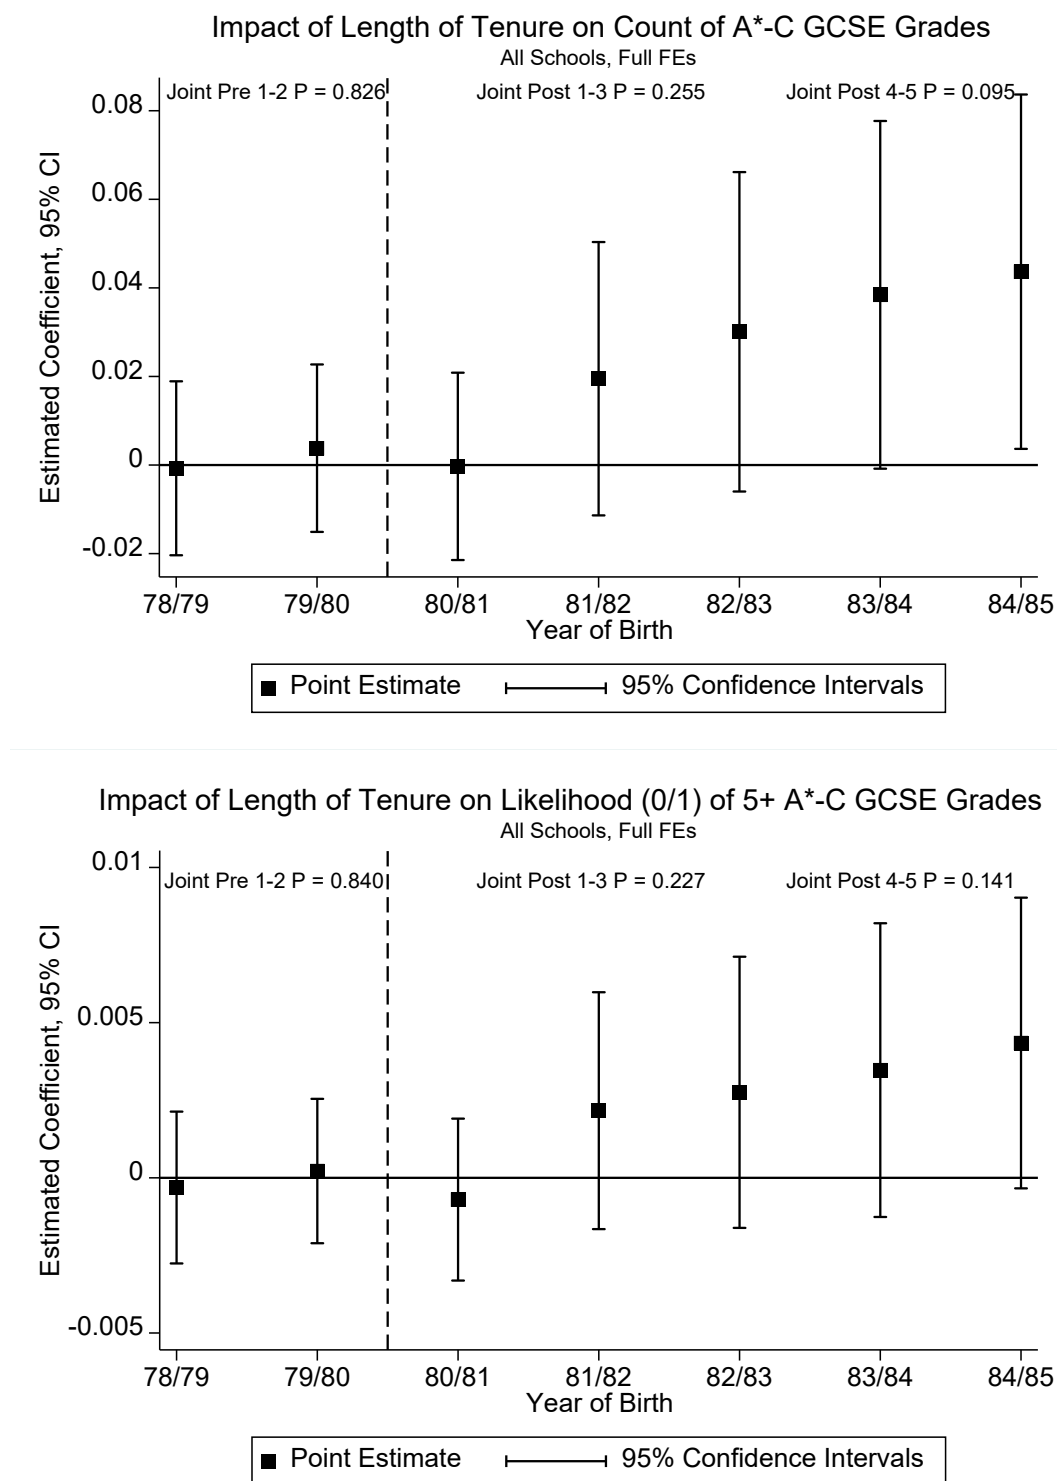 Impact of Length of Tenure on Count of A*-C GCSE Grades
All Schools, Full FEs
Joint Pre 1-2 P = 0.826 Joint Post 1-3 P = 0.255 Joint Post 4-5 P = 0.095
Estimated Coefficient, 95% CI
0.08
0.06
0.04
0.02
0
-0.02
78/79 79/80 80/81 81/82 82/83 83/84 84/85
Year of Birth
Point Estimate 95% Confidence Intervals
Impact of Length of Tenure on Likelihood (0/1) of 5+ A*-C GCSE Grades
All Schools, Full FEs
Joint Pre 1-2 P = 0.840 Joint Post 1-3 P = 0.227 Joint Post 4-5 P = 0.141
Estimated Coefficient, 95% CI
0.01
0.005
0
-0.005
78/79 79/80 80/81 81/82 82/83 83/84 84/85
Year of Birth
Point Estimate 95% Confidence Intervals